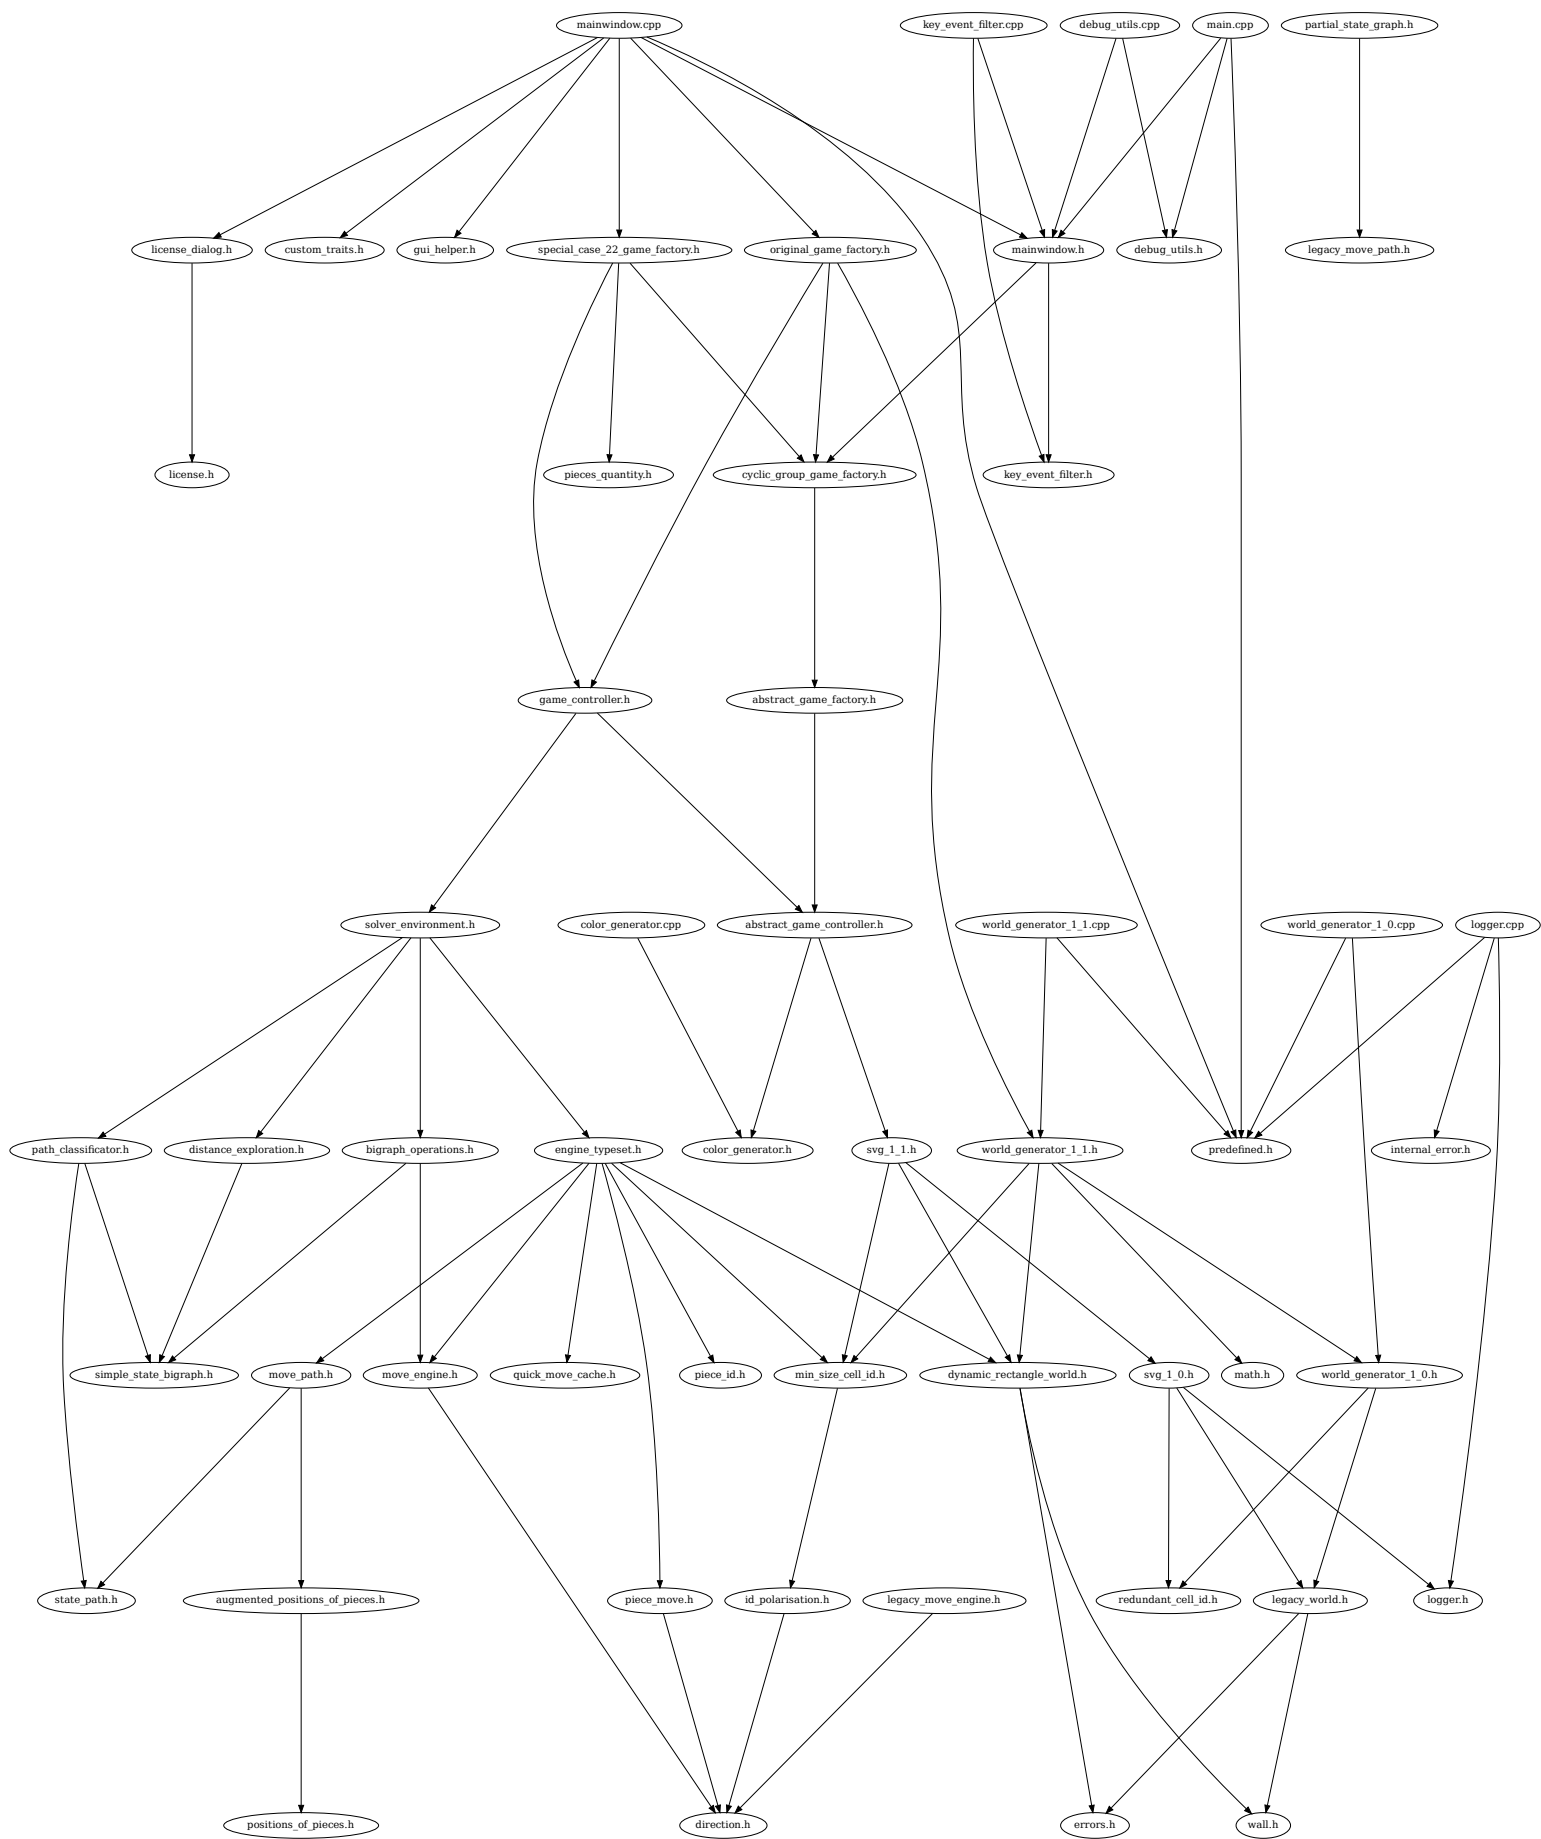 mainwindow.cpp
key_event_filter.cpp
debug_utils.cpp
main.cpp
partial_state_graph.h
license_dialog.h
custom_traits.h
gui_helper.h
special_case_22_game_factory.h
original_game_factory.h
mainwindow.h
debug_utils.h
legacy_move_path.h
license.h
pieces_quantity.h
cyclic_group_game_factory.h
key_event_filter.h
game_controller.h
abstract_game_factory.h
solver_environment.h
color_generator.cpp
abstract_game_controller.h
world_generator_1_1.cpp
world_generator_1_0.cpp
logger.cpp
path_classificator.h
distance_exploration.h
bigraph_operations.h
engine_typeset.h
color_generator.h
svg_1_1.h
world_generator_1_1.h
predefined.h
internal_error.h
simple_state_bigraph.h
move_path.h
move_engine.h
quick_move_cache.h
piece_id.h
min_size_cell_id.h
dynamic_rectangle_world.h
svg_1_0.h
math.h
world_generator_1_0.h
state_path.h
augmented_positions_of_pieces.h
piece_move.h
id_polarisation.h
legacy_move_engine.h
redundant_cell_id.h
legacy_world.h
logger.h
positions_of_pieces.h
direction.h
errors.h
wall.h